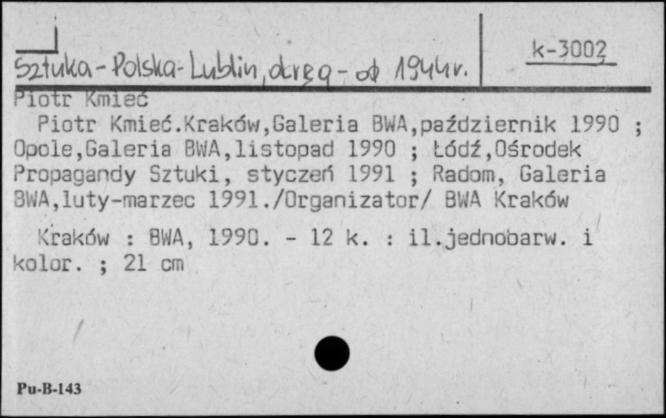 Sztuka-Polska-Lublin, okręg - od 1944r.
k-3002
Piotr Kmieć
Piotr Kmieć.Kraków,Galeria BWA,październik 1990 ;
Opole,Galeria BWA,listopad 1990 ; Łódź,Ośrodek
Propagandy Sztuki, styczeń 1991 ; Radom, Galeria
BWA,luty-marzec 1991./Organizator/ BWA Kraków
Kraków : BWA, 1990. - 12 k. : il.jednobarw. i
kolor. ; 21 cm
Pu-B-143